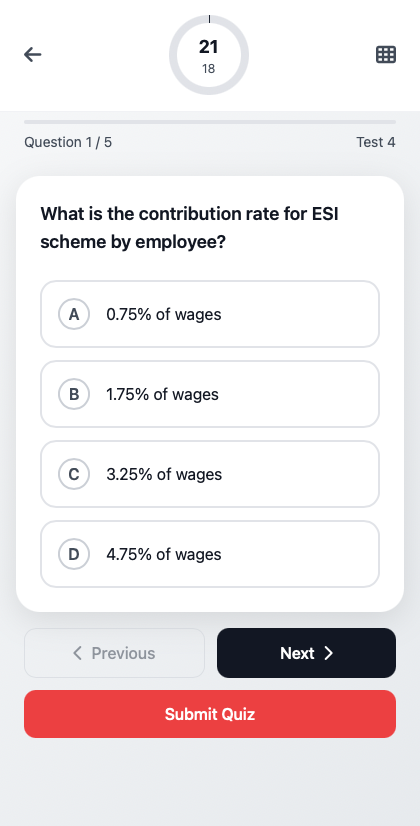 21
18
Question 1 / 5
Test 4
What is the contribution rate for ESI
scheme by employee?
A
0.75% of wages
B
1.75% of wages
C
3.25% of wages
D
4.75% of wages
Previous
Next
Submit Quiz